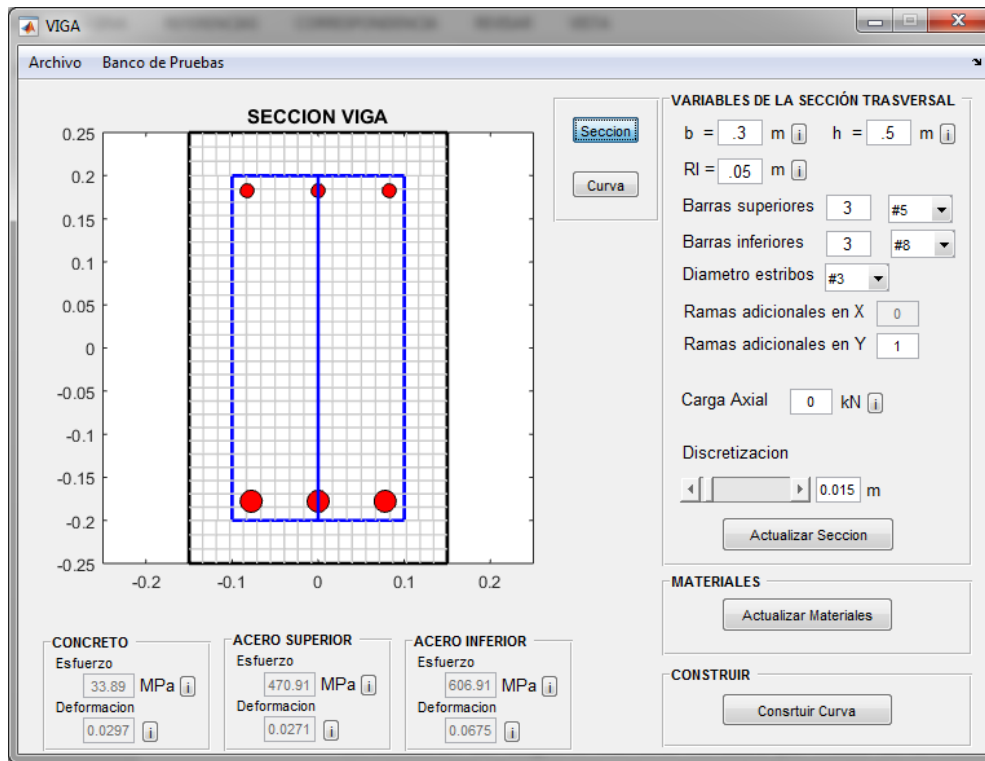 VIGA
Archivo Banco de Pruebas
SECCION VIGA
0.25
0.2
0.15
0.1
0.05
0
-0.05
-0.1
-0.15
-0.2
-0.25
-0.2 -0.1 0 0.1 0.2
Seccion
Curva
VARIABLES DE LA SECCIÓN TRASVERSAL
b = .3 m i h = .5 m i
RI = .05 m i
Barras superiores 3 #5
Barras inferiores 3 #8
Diametro estribos #3
Ramas adicionales en X 0
Ramas adicionales en Y 1
Carga Axial 0 kN i
Discretizacion
0.015 m
Actualizar Seccion
MATERIALES
Actualizar Materiales
CONSTRUIR
Consrtuir Curva
CONCRETO
Esfuerzo
33.89 MPa i
Deformacion
0.0297 i
ACERO SUPERIOR
Esfuerzo
470.91 MPa i
Deformacion
0.0271 i
ACERO INFERIOR
Esfuerzo
606.91 MPa i
Deformacion
0.0675 i